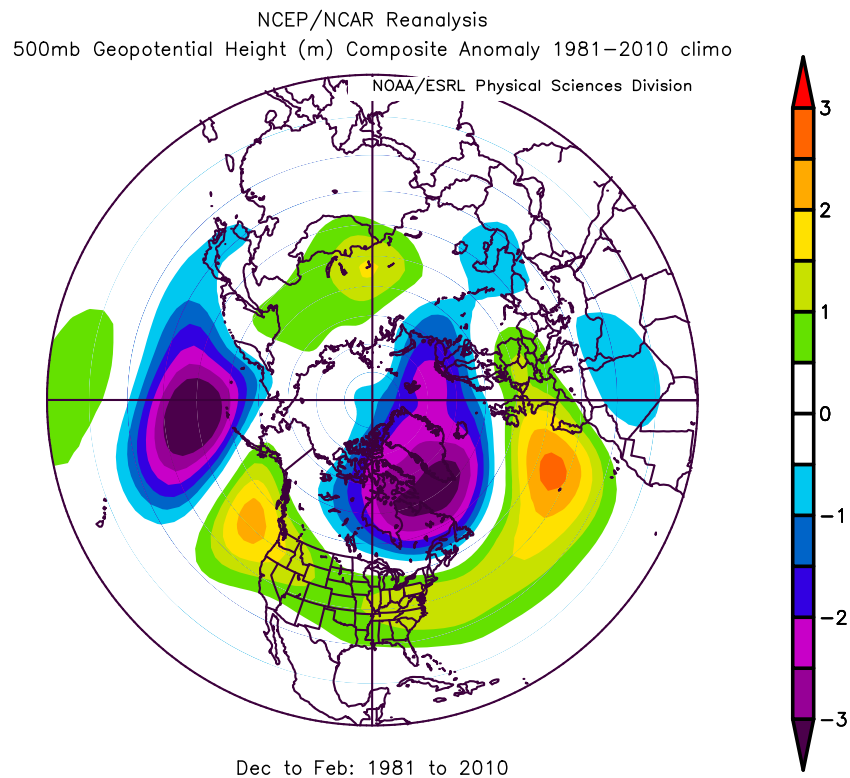 NCEP/NCAR Reanalysis
500mb Geopotential Height (m) Composite Anomaly 1981−2010 climo
NOAA/ESRL Physical Sciences Division
3
2
1
0
−1
−2
−3
Dec to Feb: 1981 to 2010